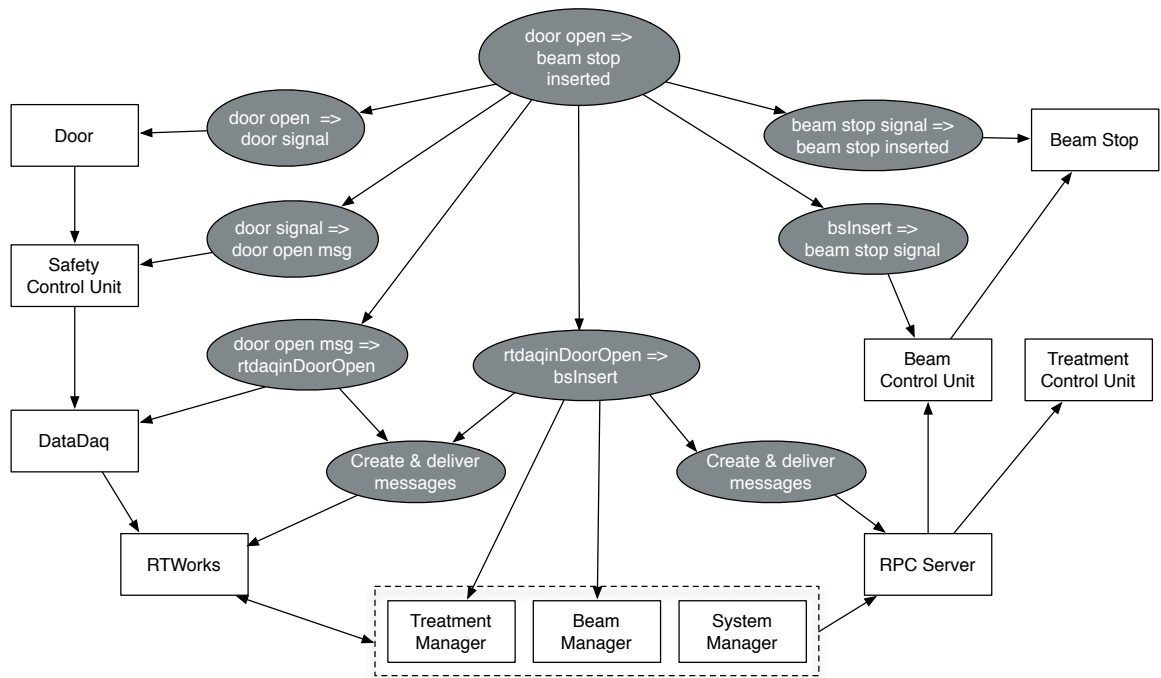 door open =>
beam stop
inserted
door open =>
door signal
beam stop signal =>
beam stop inserted
Door
Beam Stop
door signal =>
door open msg
bsInsert =>
beam stop signal
Safety
Control Unit
door open msg =>
rtdaqinDoorOpen
rtdaqinDoorOpen =>
bsInsert
Beam
Control Unit
Treatment
Control Unit
DataDaq
Create & deliver
messages
Create & deliver
messages
RTWorks
RPC Server
Treatment
Manager
Beam
Manager
System
Manager